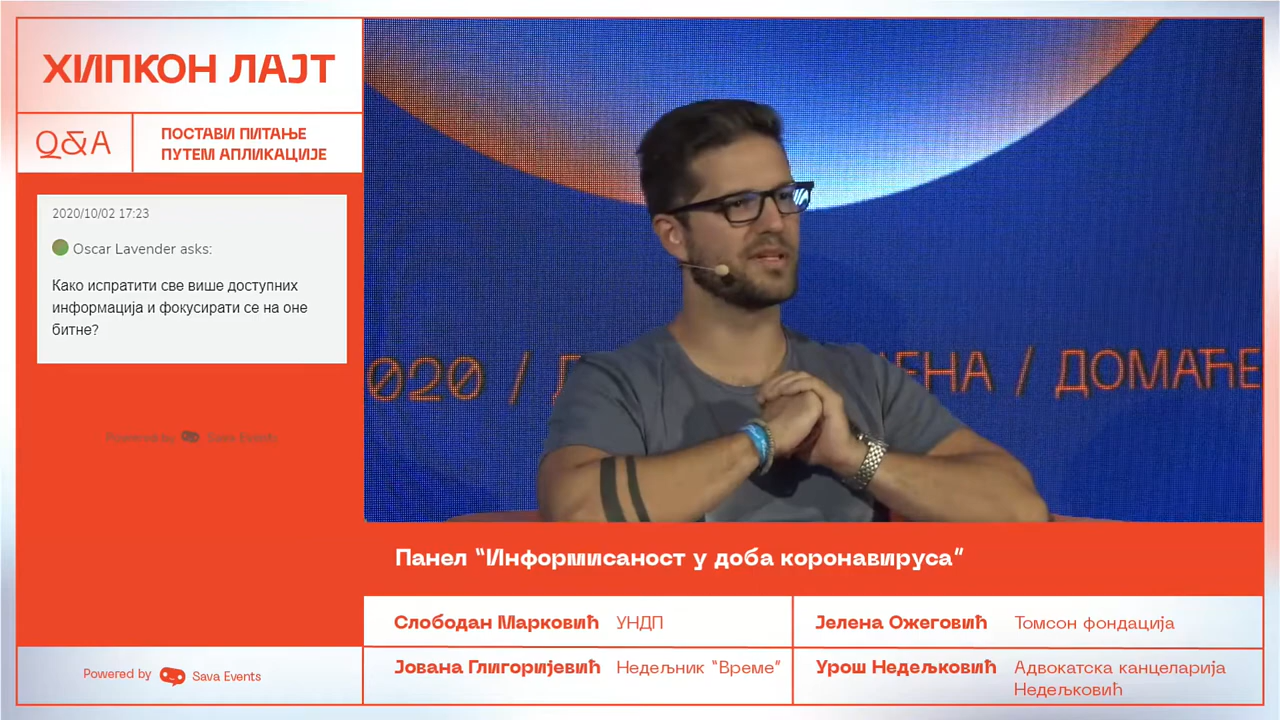 ХИПКОН ЛАЈТ
Q&A
ПОСТАВИ ПИТАЊЕ
ПУТЕМ АПЛИКАЦИЈЕ
2020/10/02 17:23
Oscar Lavender asks:
Како испратити све више доступних
информација и фокусирати се на оне
битне?
Powered by Sava Events
2020 / Д ЕНА / ДОМАЋЕ
Панел “Информисаност у доба коронавируса”
Слободан Марковић УНДП
Јелена Ожеговић Томсон фондација
Јована Глигоријевић Недељник “Време”
Урош Недељковић Адвокатска канцеларија
Недељковић
Powered by Sava Events